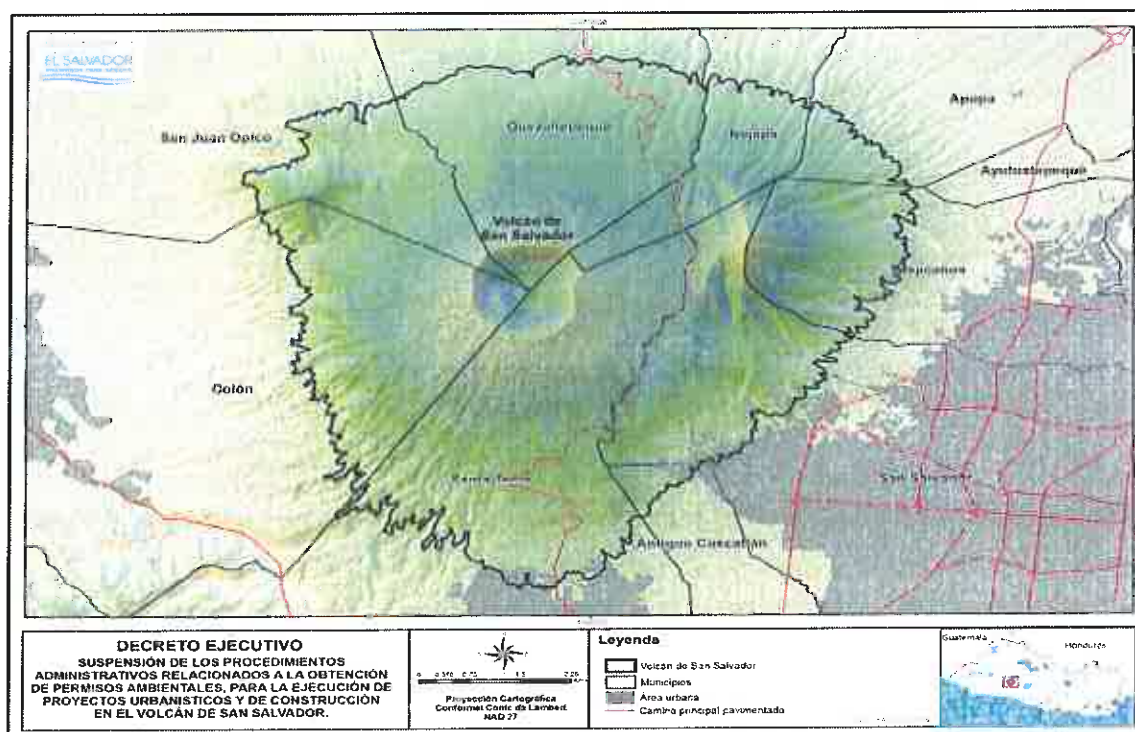 EL SALVADOR
San Juan Opico
Quezaltepeque
Nejapa
Apopa
Ayutuxtepeque
Volcán de
San Salvador
Mejicanos
Colón
Santa Tecla
San Salvador
Antiguo Cuscatlán
DECRETO EJECUTIVO
SUSPENSIÓN DE LOS PROCEDIMIENTOS
ADMINISTRATIVOS RELACIONADOS A LA OBTENCIÓN
DE PERMISOS AMBIENTALES, PARA LA EJECUCIÓN DE
PROYECTOS URBANISTICOS Y DE CONSTRUCCIÓN
EN EL VOLCÁN DE SAN SALVADOR.
Proyección Cartográfica
Conformal Conic de Lambert
NAD 27
Leyenda
Volcán de San Salvador
Municipios
Área urbana
Camino principal pavimentado
Guatemala
Honduras